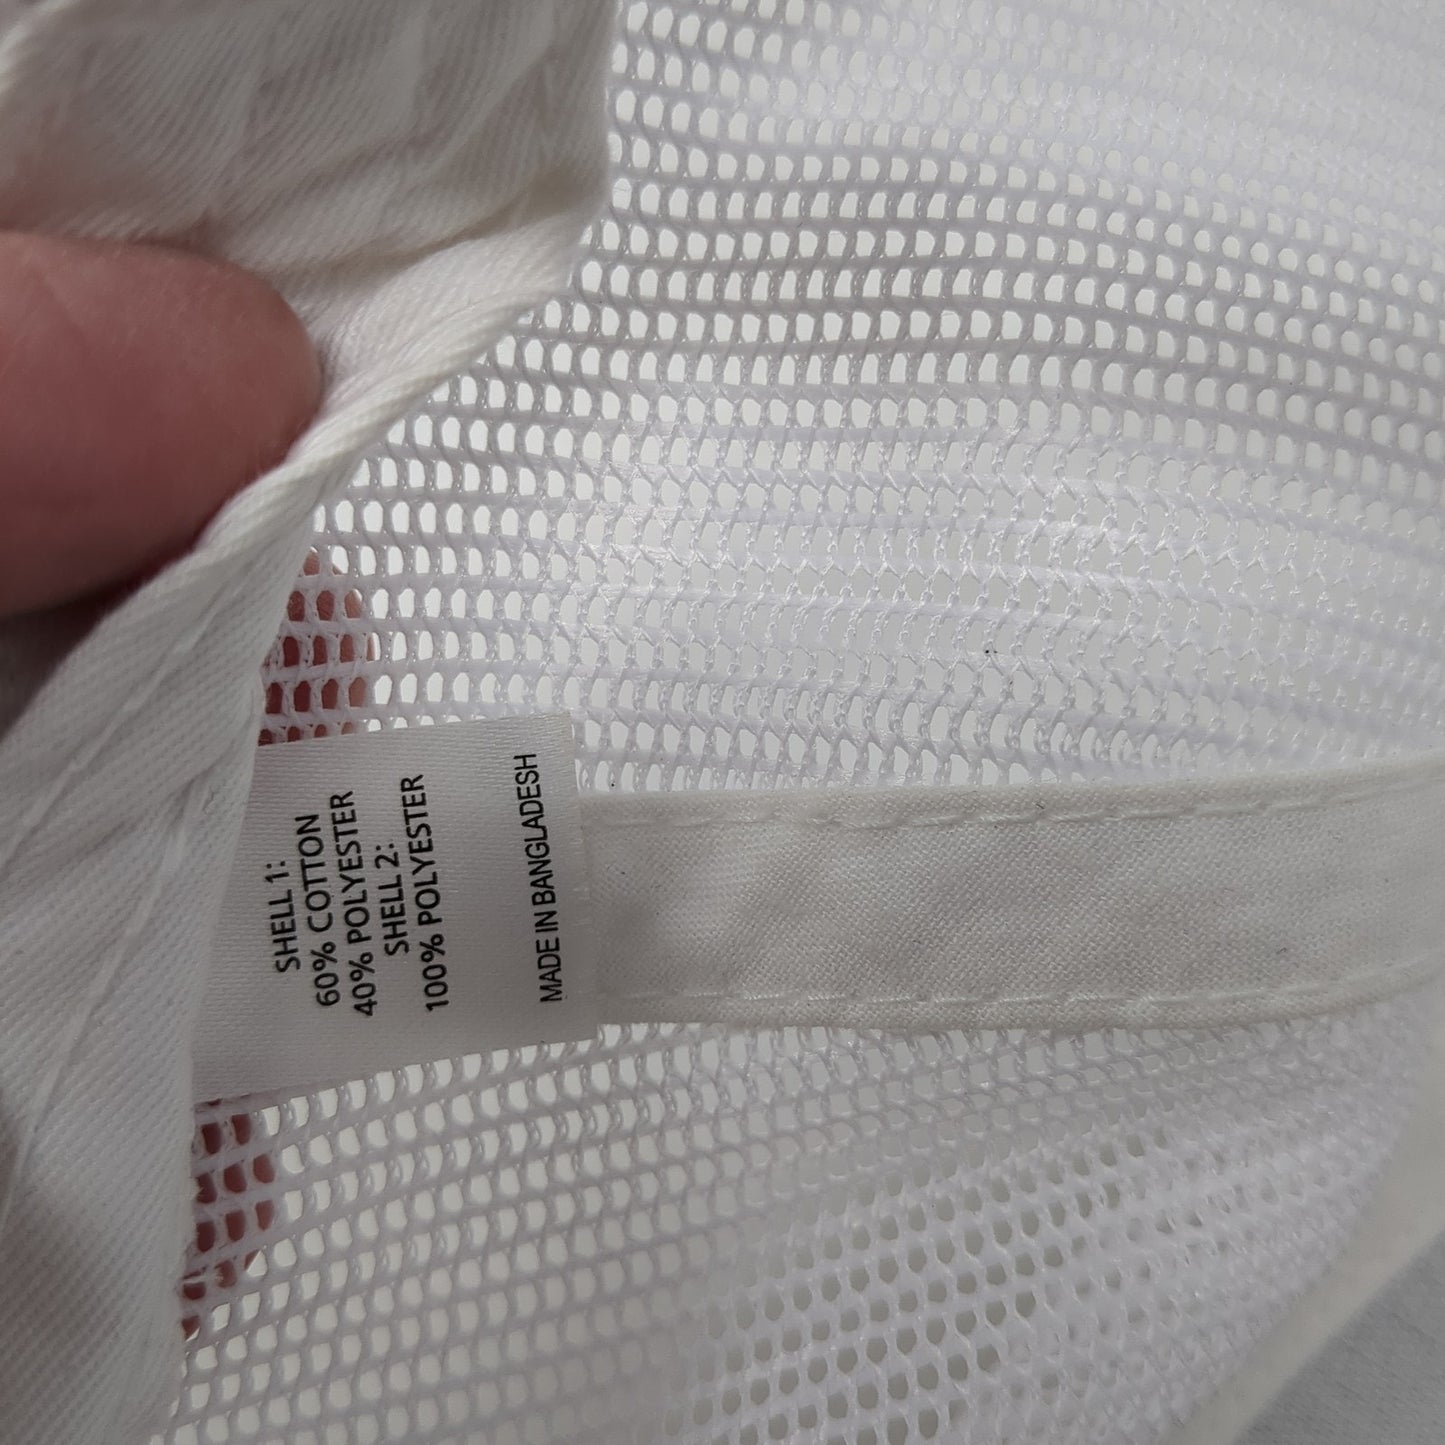 SHELL 1:
60% COTTON
40% POLYESTER
SHELL 2:
100% POLYESTER
MADE IN BANGLADESH